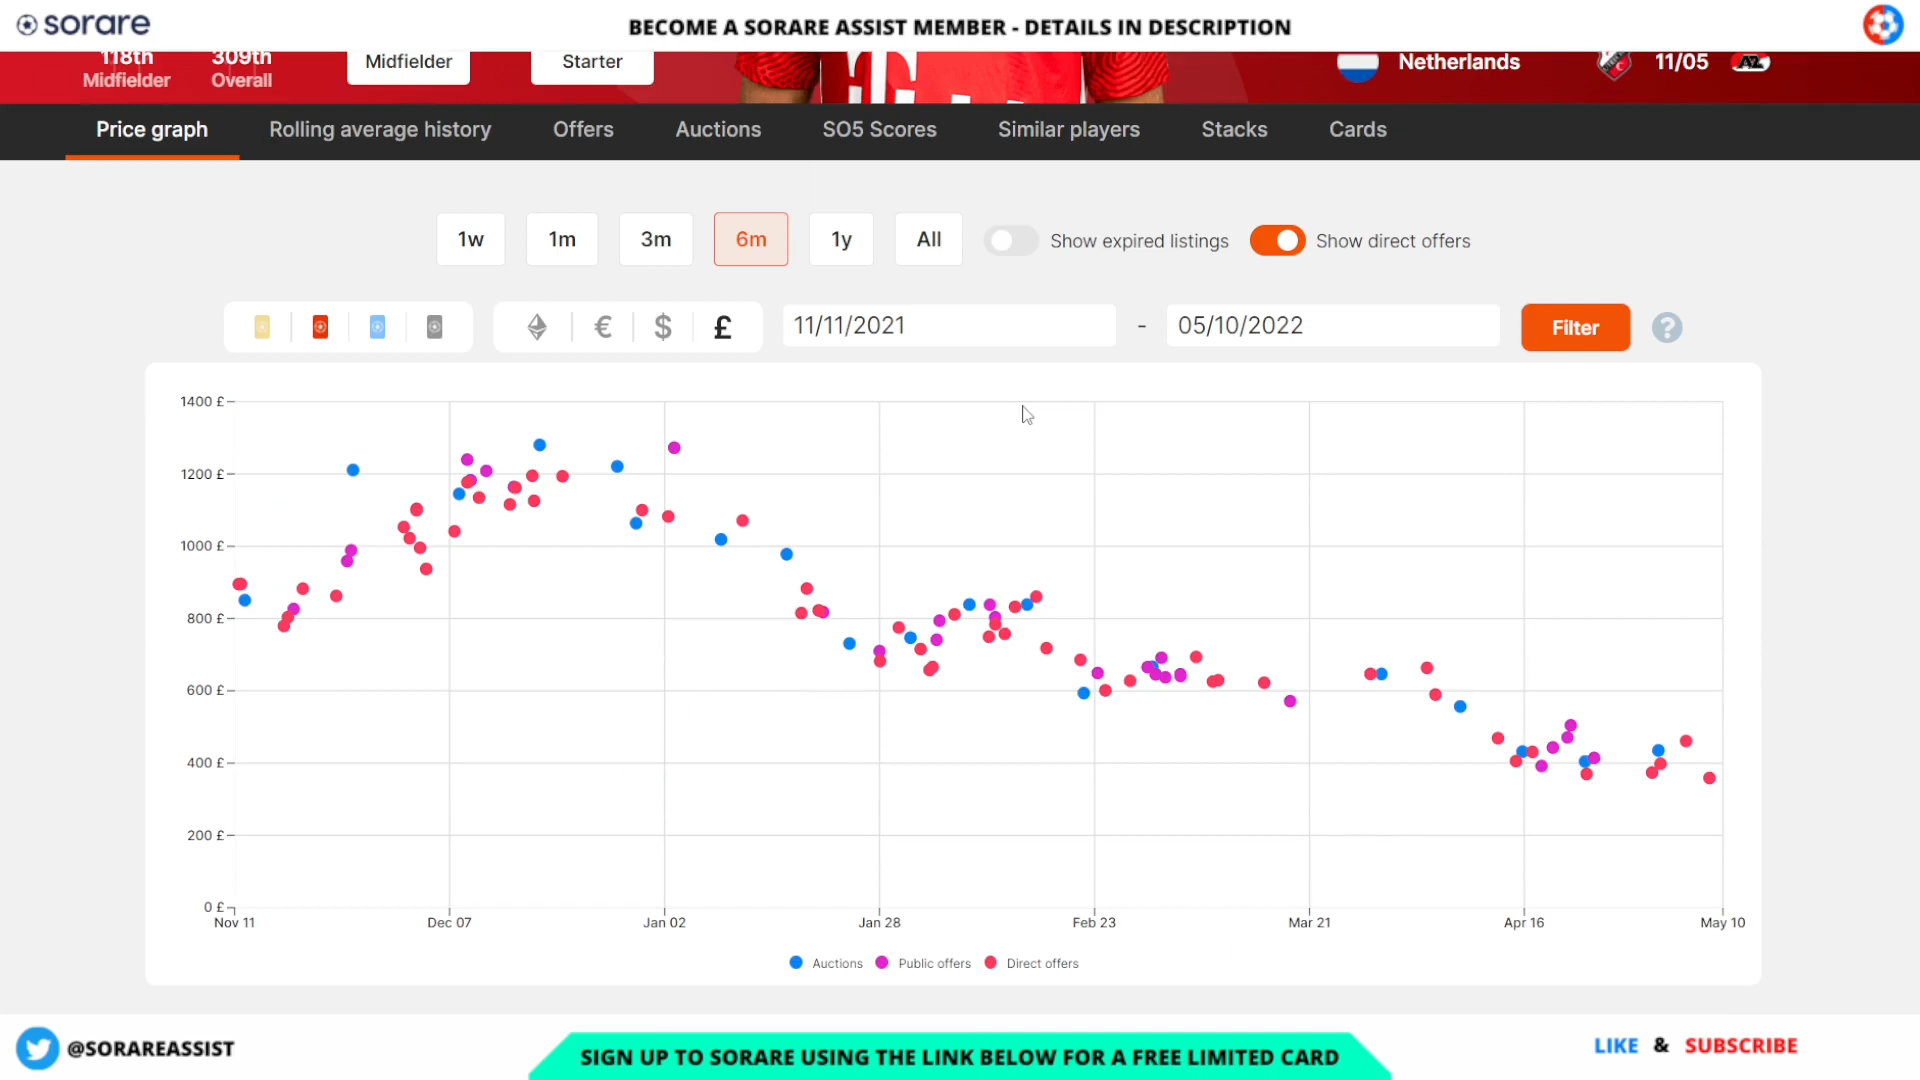 sorare
BECOME A SORARE ASSIST MEMBER - DETAILS IN DESCRIPTION
118th
309th
Midfielder
Overall
Midfielder
Starter
Netherlands
11/05
AZ
Price graph
Rolling average history
Offers
Auctions
SO5 Scores
Similar players
Stacks
Cards
1w
1m
3m
6m
1y
All
Show expired listings
Show direct offers
€
$
£
11/11/2021
-
05/10/2022
Filter
?
1400 £
1200 £
1000 £
800 £
600 £
400 £
200 £
0 £
Nov 11
Dec 07
Jan 02
Jan 28
Feb 23
Mar 21
Apr 16
May 10
Auctions
Public offers
Direct offers
@SORAREASSIST
SIGN UP TO SORARE USING THE LINK BELOW FOR A FREE LIMITED CARD
LIKE & SUBSCRIBE